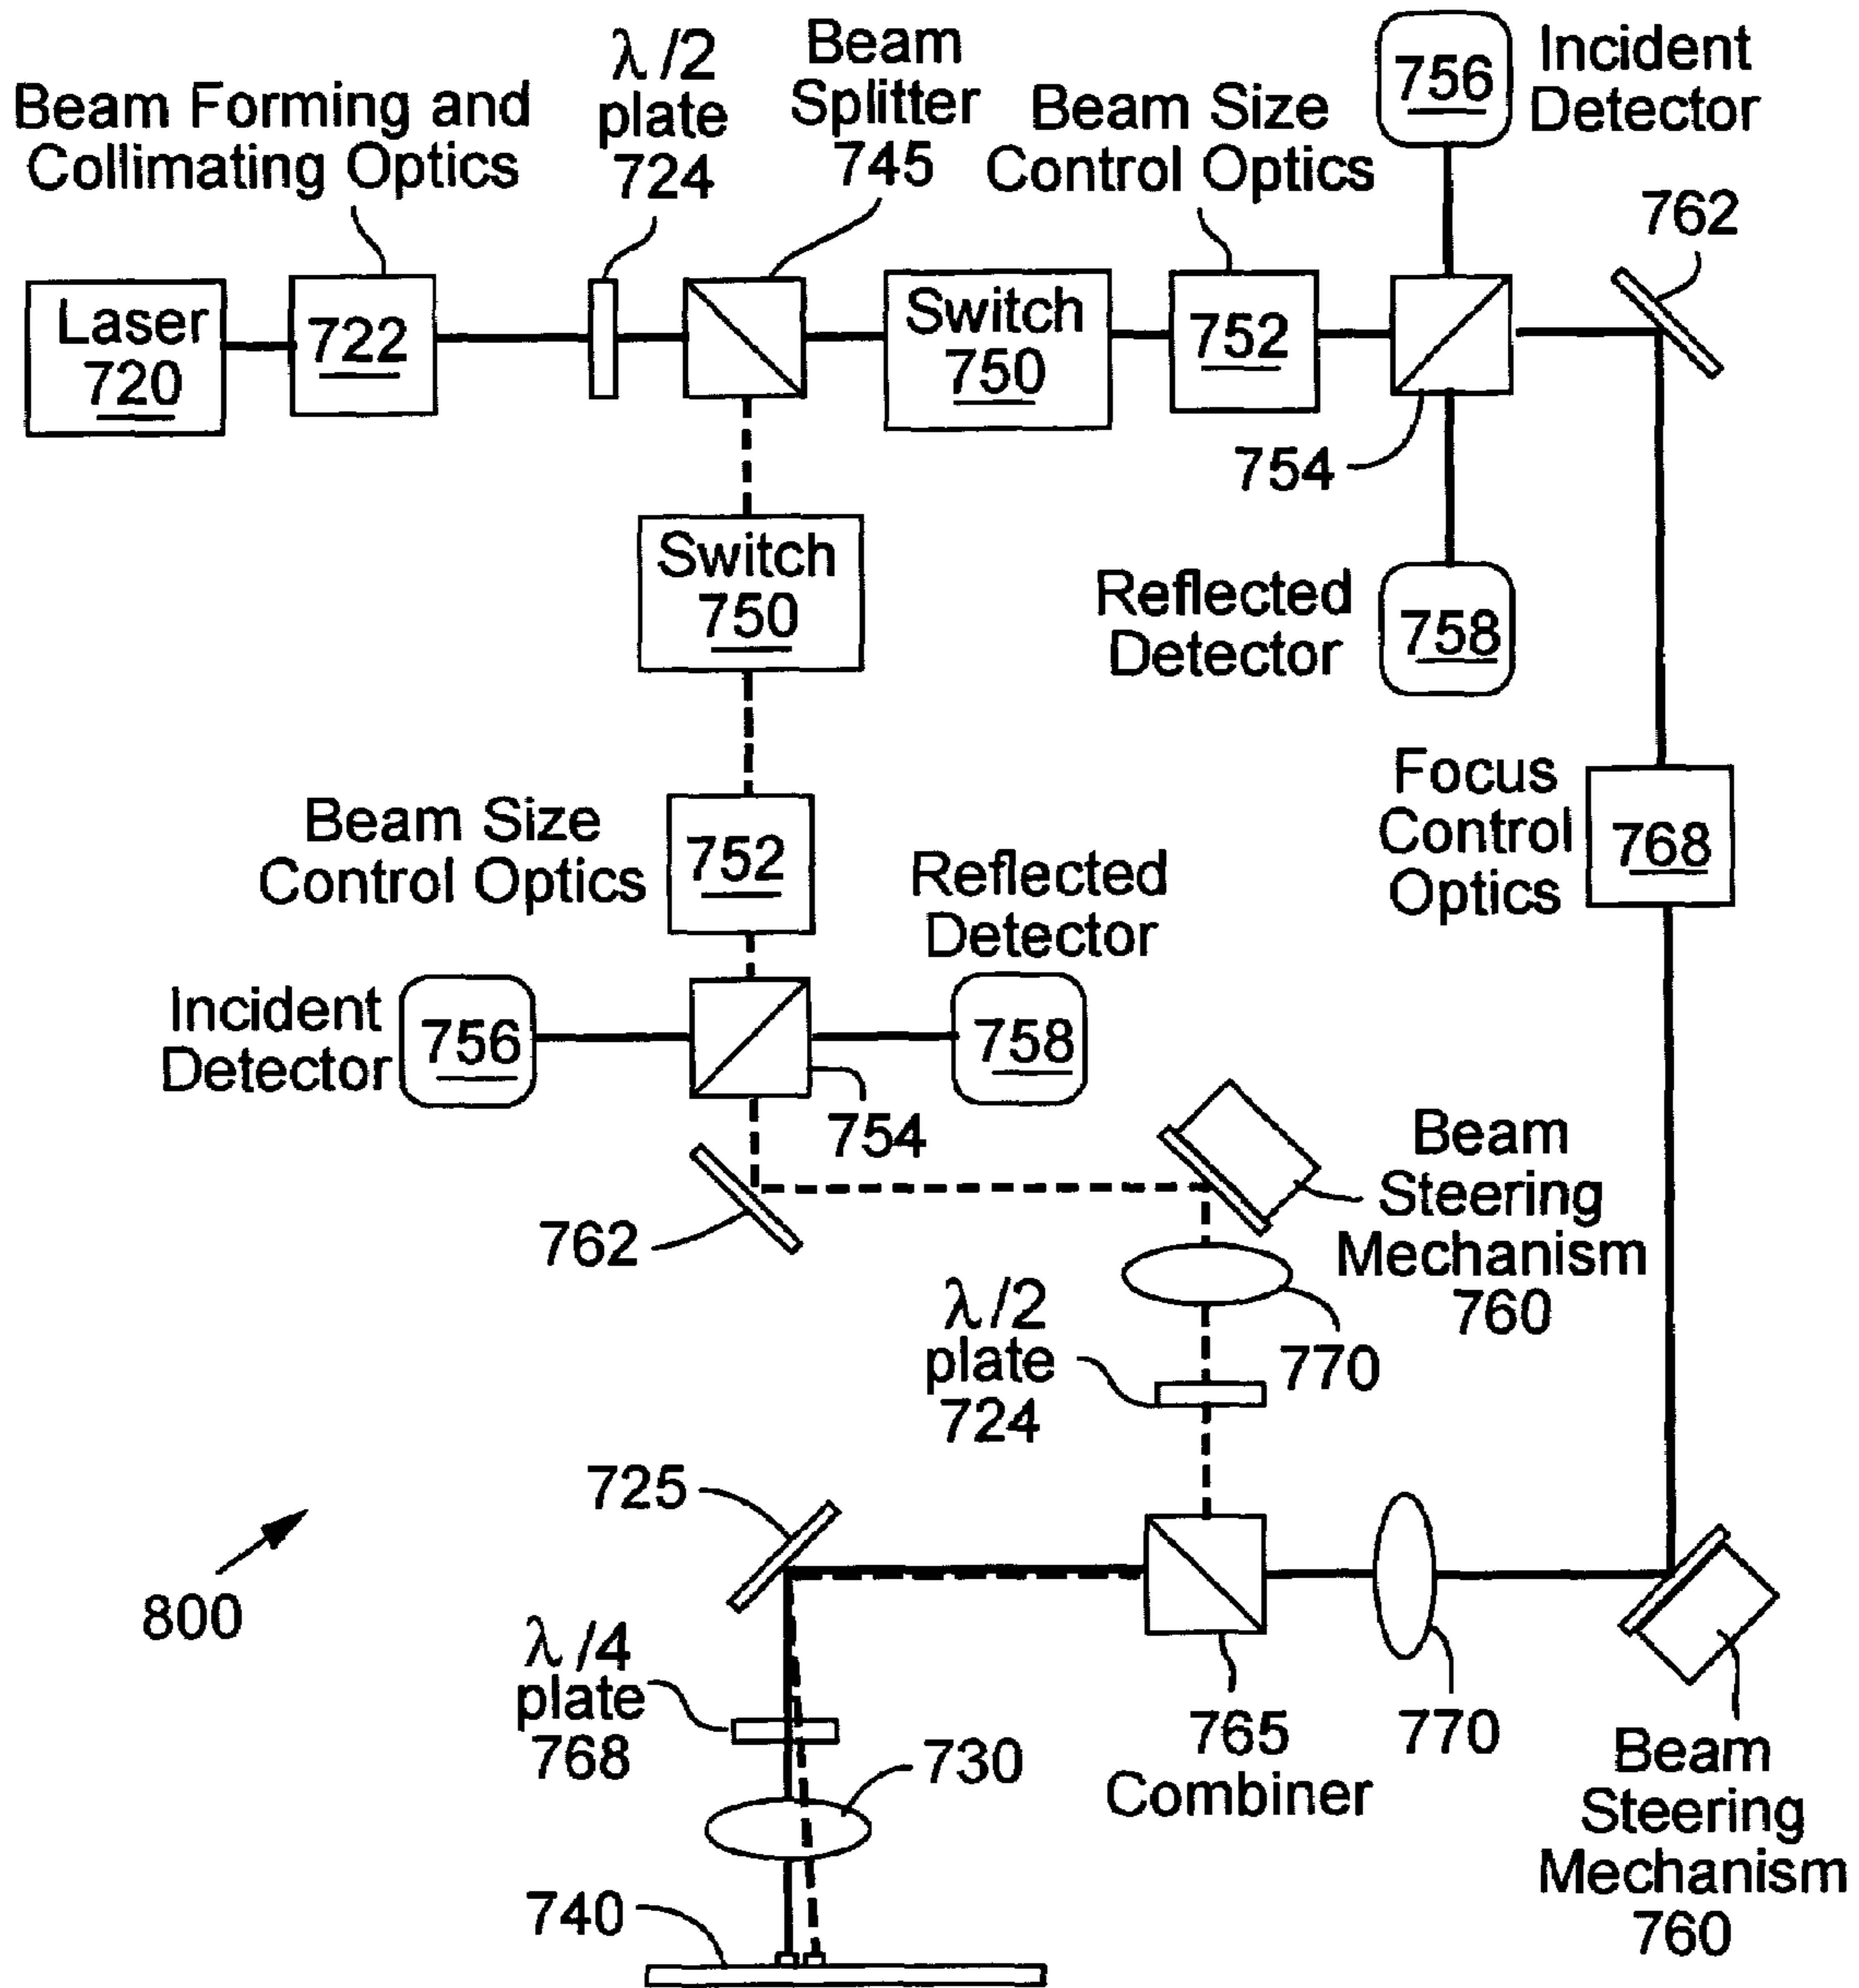 Beam Forming and
Collimating Optics
λ/2
plate
724
Beam
Splitter
745
Beam Size
Control Optics
756
Incident
Detector
762
Laser
720
722
Switch
750
752
754
Switch
750
Reflected
Detector
758
Focus
Control
Optics
768
Beam Size
Control Optics
752
Reflected
Detector
Incident
Detector
756
758
754
762
Beam
Steering
Mechanism
760
770
λ/2
plate
724
725
800
λ/4
plate
768
730
765
Combiner
770
Beam
Steering
Mechanism
760
740